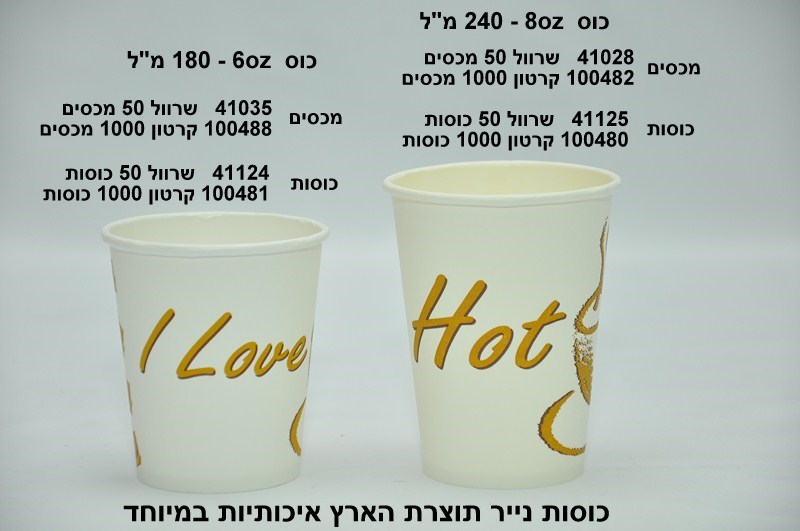 כוס 8oz - 240 מ"ל
מכסים
41028 שרוול 50 מכסים
100482 קרטון 1000 מכסים
כוסות
41125 שרוול 50 כוסות
100480 קרטון 1000 כוסות
כוס 6oz - 180 מ"ל
מכסים
41035 שרוול 50 מכסים
100488 קרטון 1000 מכסים
כוסות
41124 שרוול 50 כוסות
100481 קרטון 1000 כוסות
I Love
Hot
כוסות נייר תוצרת הארץ איכותיות במיוחד